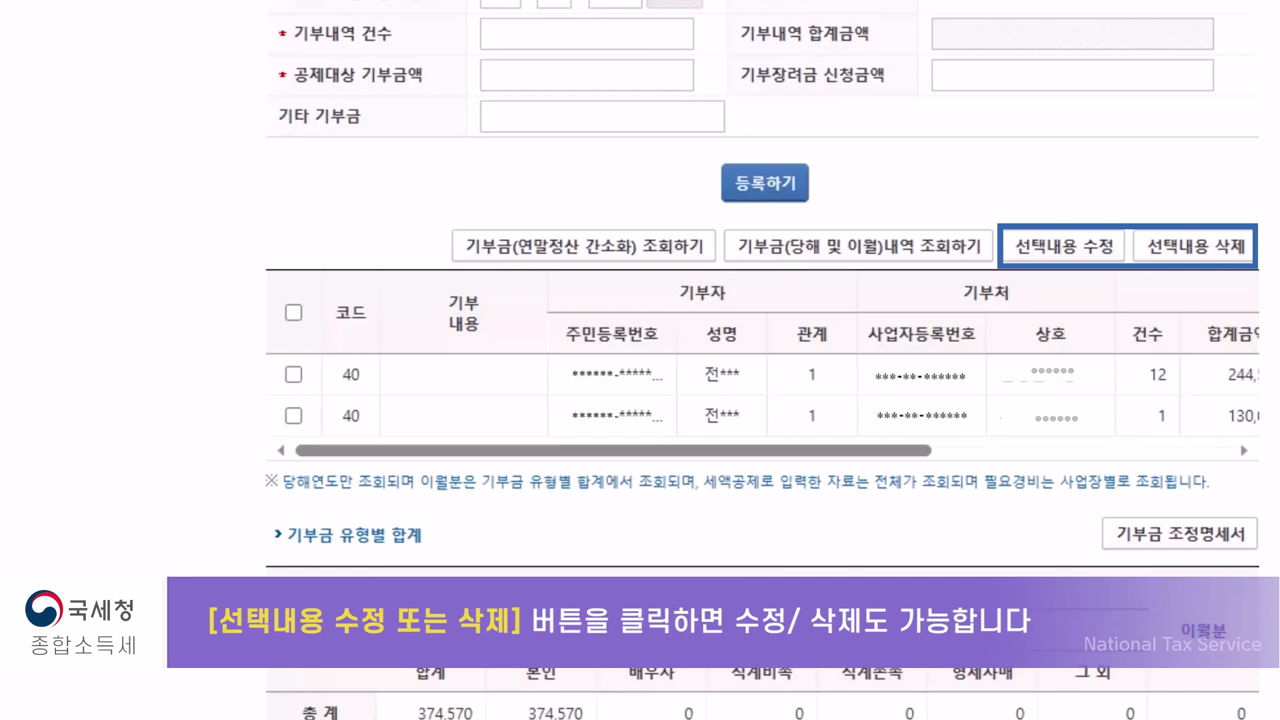 * 기부내역 건수 기부내역 합계금액
* 공제대상 기부금액 기부장려금 신청금액
기타 기부금
등록하기
기부금(연말정산 간소화) 조회하기 기부금(당해 및 이월)내역 조회하기 선택내용 수정 선택내용 삭제
기부자 기부처
코드 기부
내용
주민등록번호 성명 관계 사업자등록번호 상호 건수 합계금
40 ******-*****... 전*** 1 ***-**-****** ****** 12 244,
40 ******-*****... 전*** 1 ***-**-****** ****** 1 130,
※ 당해연도만 조회되며 이월분은 기부금 유형별 합계에서 조회되며, 세액공제로 입력한 자료는 전체가 조회되며 필요경비는 사업장별로 조회됩니다.
› 기부금 유형별 합계 기부금 조정명세서
국세청
종합소득세
[선택내용 수정 또는 삭제] 버튼을 클릭하면 수정/ 삭제도 가능합니다
이월분
National Tax Service
합계 본인 배우자 직계비속 직계존속 형제자매 그 외
총 계 374,570 374,570 0 0 0 0 0 0